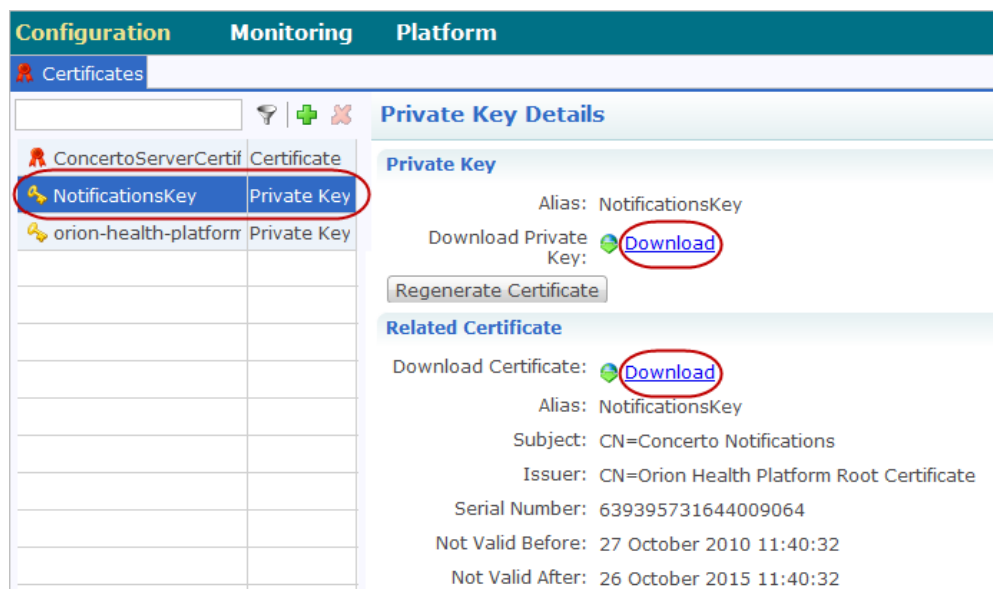 Configuration Monitoring Platform
Certificates
Private Key Details
ConcertoServerCertif Certificate
NotificationsKey Private Key
orion-health-platform Private Key
Private Key
Alias: NotificationsKey
Download Private Key: Download
Regenerate Certificate
Related Certificate
Download Certificate: Download
Alias: NotificationsKey
Subject: CN=Concerto Notifications
Issuer: CN=Orion Health Platform Root Certificate
Serial Number: 639395731644009064
Not Valid Before: 27 October 2010 11:40:32
Not Valid After: 26 October 2015 11:40:32